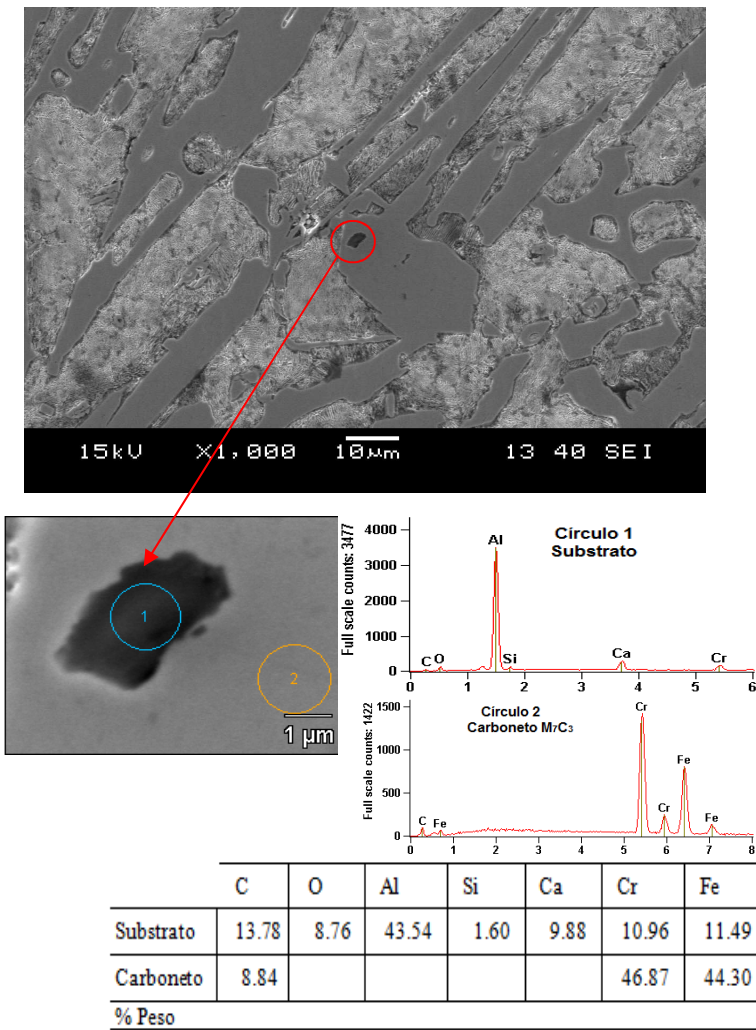 15kV X1,000 10µm 13 40 SEI
1
2
1 µm
Círculo 1
Substrato
Full scale counts: 3477
4000
3000
2000
1000
0
C O Al Si Ca Cr
0 1 2 3 4 5 6
Círculo 2
Carboneto M₇C₃
Full scale counts: 1422
1500
1000
500
0
C Fe Cr Cr Fe Fe
0 1 2 3 4 5 6 7 8
C O Al Si Ca Cr Fe
Substrato 13.78 8.76 43.54 1.60 9.88 10.96 11.49
Carboneto 8.84 46.87 44.30
% Peso